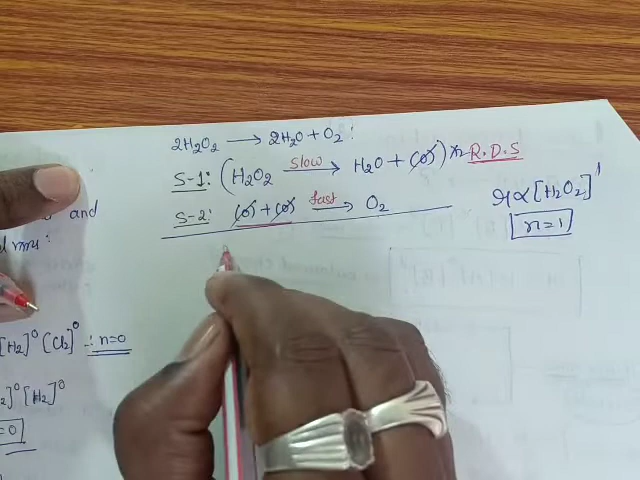 2H₂O₂ ⟶ 2H₂O + O₂ :
S-1: (H₂O₂ slow⟶ H₂O + (O)) ×2 R.D.S
S-2: (O) + (O) fast⟶ O₂
r ∝ [H₂O₂]¹
n=1
and
[H₂]⁰ [Cl₂]⁰ ∴ n=0
]⁰ [H₂]⁰
=0